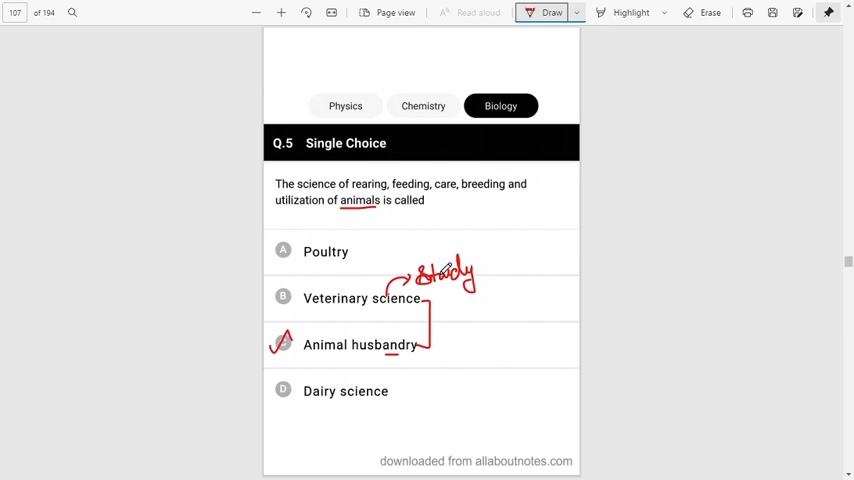 107 of 194 Page view Read aloud Draw Highlight Erase
Physics Chemistry Biology
Q.5 Single Choice
The science of rearing, feeding, care, breeding and
utilization of animals is called
A Poultry
Study
B Veterinary science
C Animal husbandry
D Dairy science
downloaded from allaboutnotes.com